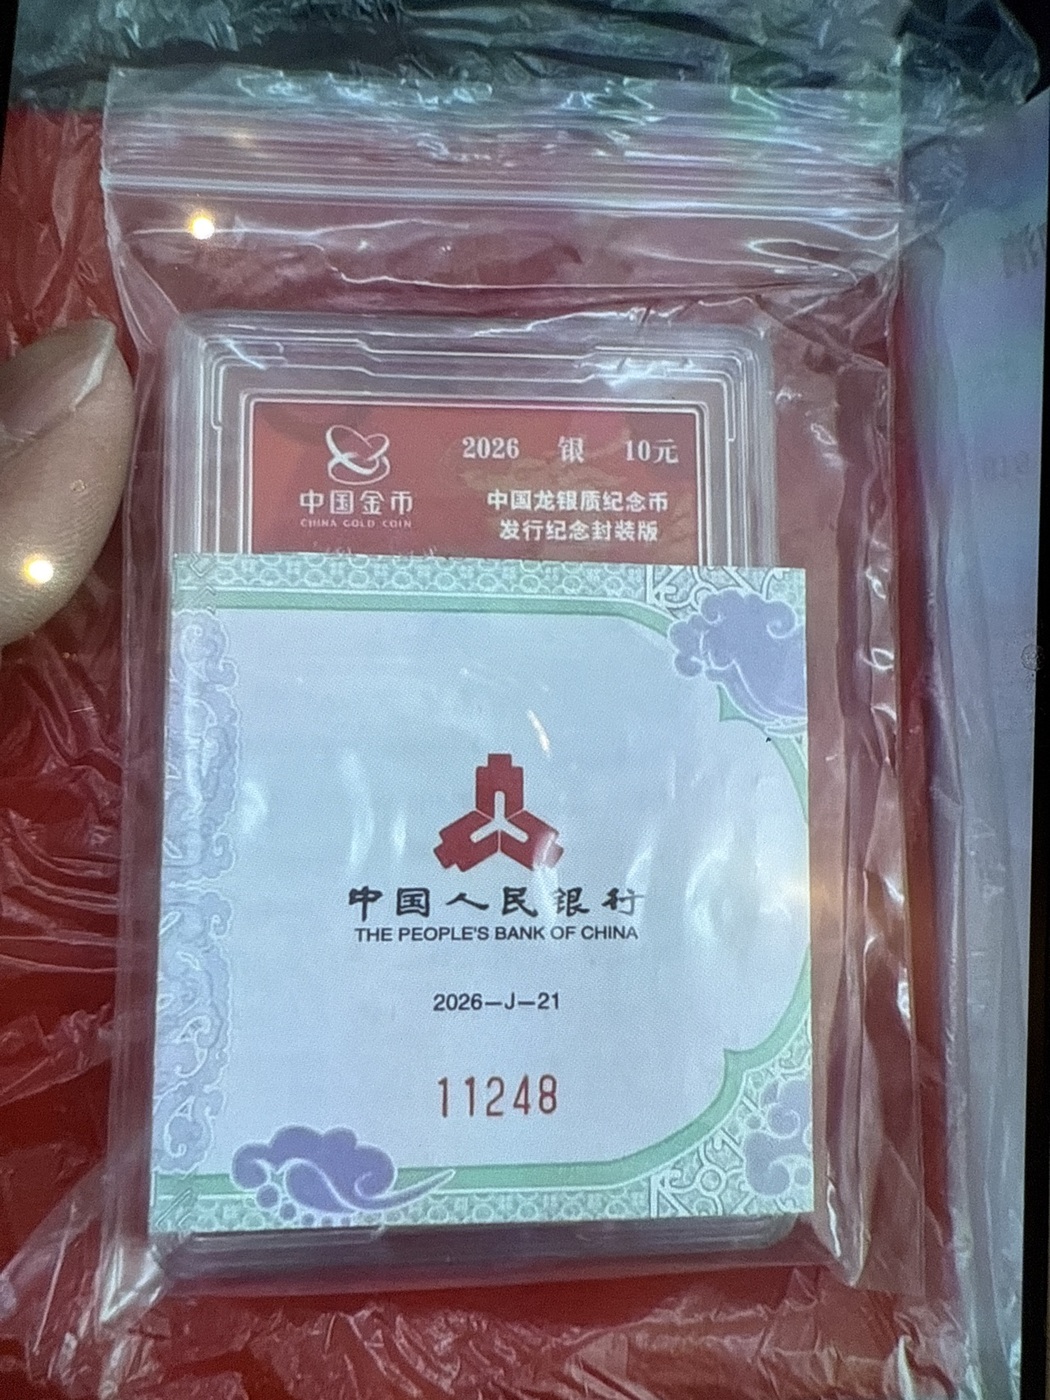 2026 银 10元
中国金币
CHINA GOLD COIN
中国龙银质纪念币
发行纪念封装版
中国人民银行
THE PEOPLE'S BANK OF CHINA
2026—J—21
11248